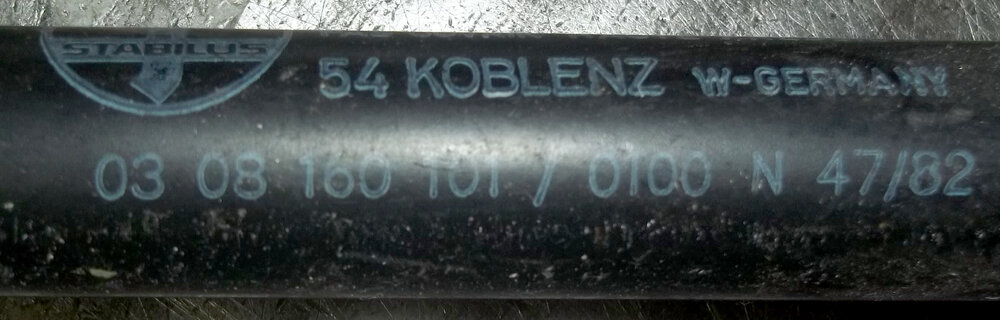 STABILUS
54 KOBLENZ W-GERMANY
03 08 160 101 / 0100 N 47/82